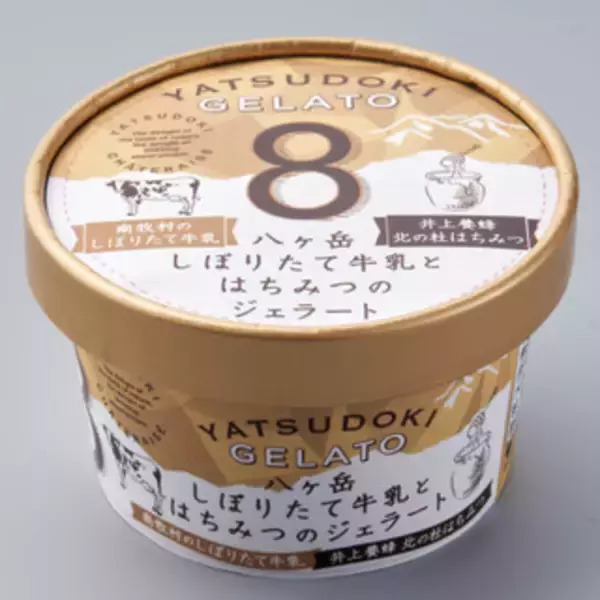 YATSUDOKI
GELATO
8
YATSUDOKI
CHATERAISE
南牧村の
しぼりたて牛乳
井上養蜂
北の杜はちみつ
八ヶ岳
しぼりたて牛乳と
はちみつの
ジェラート
YATSUDOKI
GELATO
八ヶ岳
しぼりたて牛乳と
はちみつのジェラート
南牧村のしぼりたて牛乳
井上養蜂 北の杜はちみつ